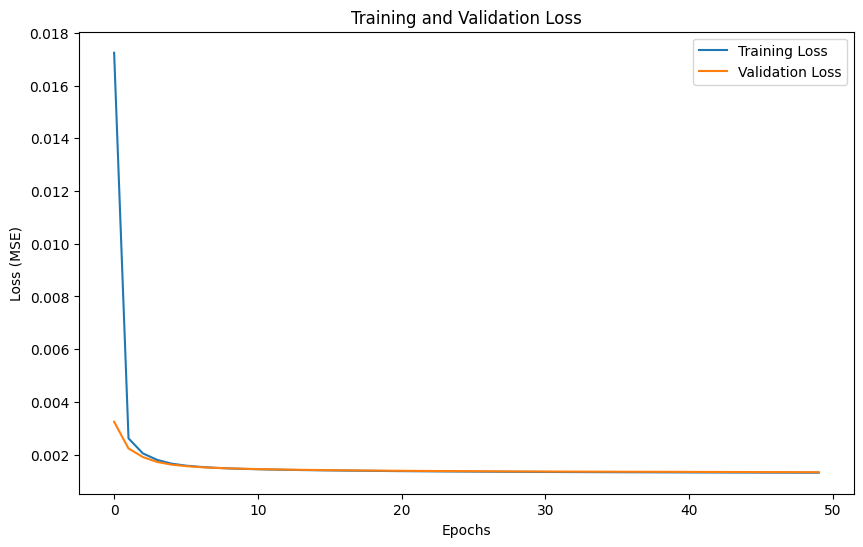 Training and Validation Loss
Training Loss
Validation Loss
Loss (MSE)
0.018
0.016
0.014
0.012
0.010
0.008
0.006
0.004
0.002
0 10 20 30 40 50
Epochs